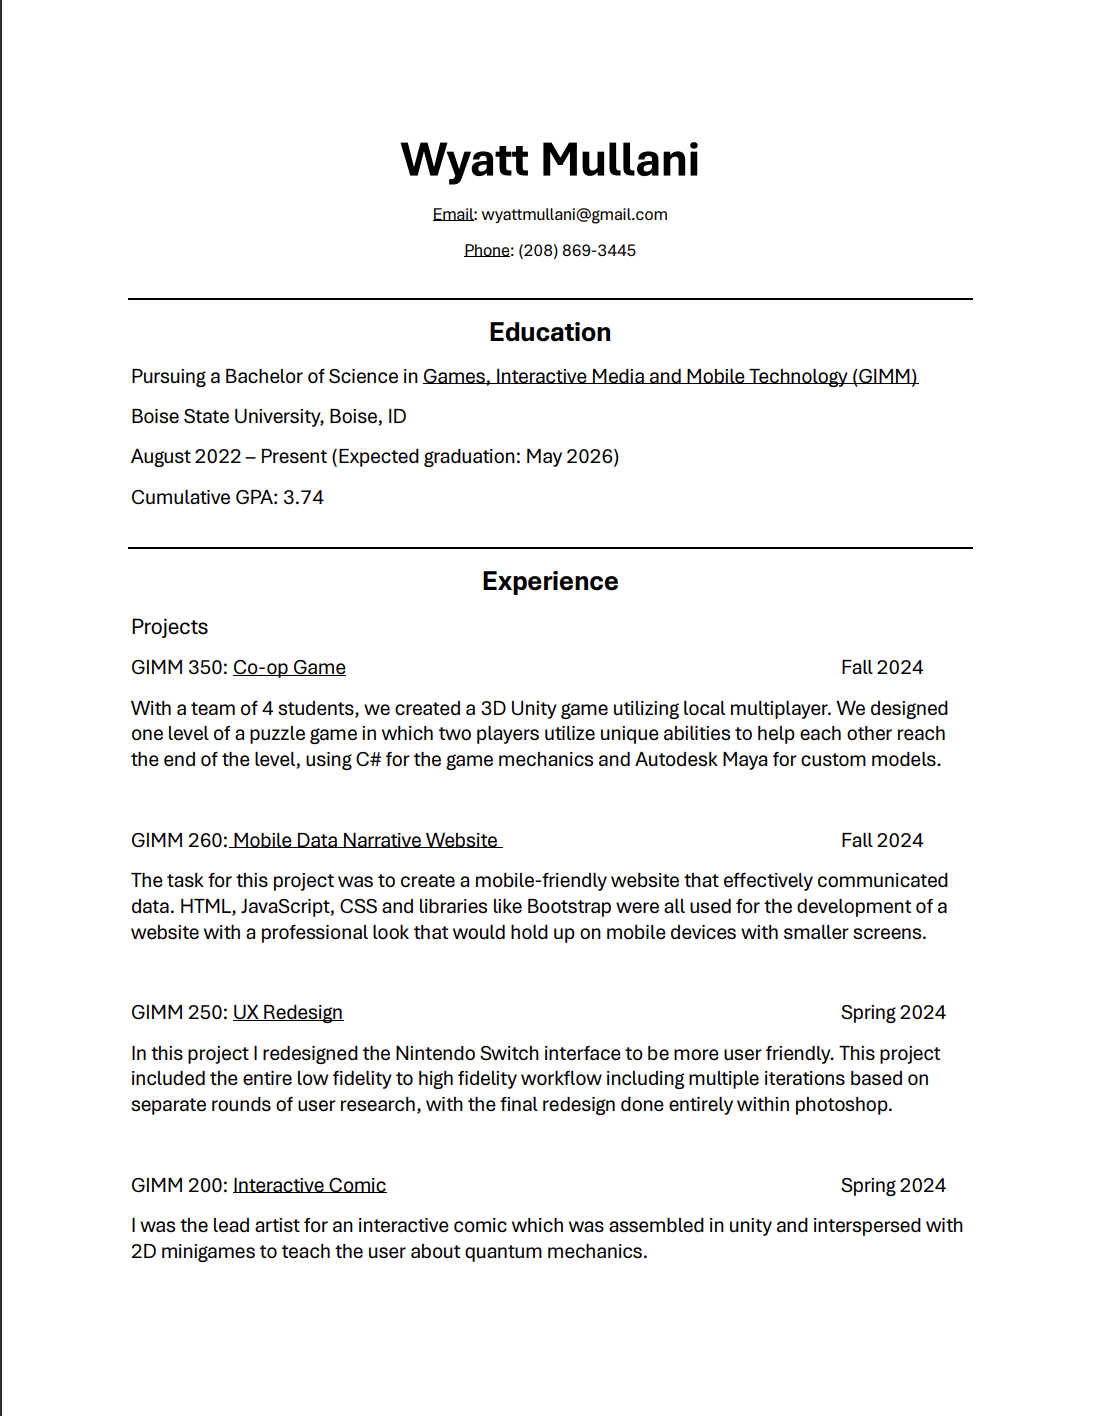 Wyatt Mullani
Email: wyattmullani@gmail.com
Phone: (208) 869-3445
Education
Pursuing a Bachelor of Science in Games, Interactive Media and Mobile Technology (GIMM)
Boise State University, Boise, ID
August 2022 – Present (Expected graduation: May 2026)
Cumulative GPA: 3.74
Experience
Projects
GIMM 350: Co-op Game Fall 2024
With a team of 4 students, we created a 3D Unity game utilizing local multiplayer. We designed
one level of a puzzle game in which two players utilize unique abilities to help each other reach
the end of the level, using C# for the game mechanics and Autodesk Maya for custom models.
GIMM 260: Mobile Data Narrative Website Fall 2024
The task for this project was to create a mobile-friendly website that effectively communicated
data. HTML, JavaScript, CSS and libraries like Bootstrap were all used for the development of a
website with a professional look that would hold up on mobile devices with smaller screens.
GIMM 250: UX Redesign Spring 2024
In this project I redesigned the Nintendo Switch interface to be more user friendly. This project
included the entire low fidelity to high fidelity workflow including multiple iterations based on
separate rounds of user research, with the final redesign done entirely within photoshop.
GIMM 200: Interactive Comic Spring 2024
I was the lead artist for an interactive comic which was assembled in unity and interspersed with
2D minigames to teach the user about quantum mechanics.